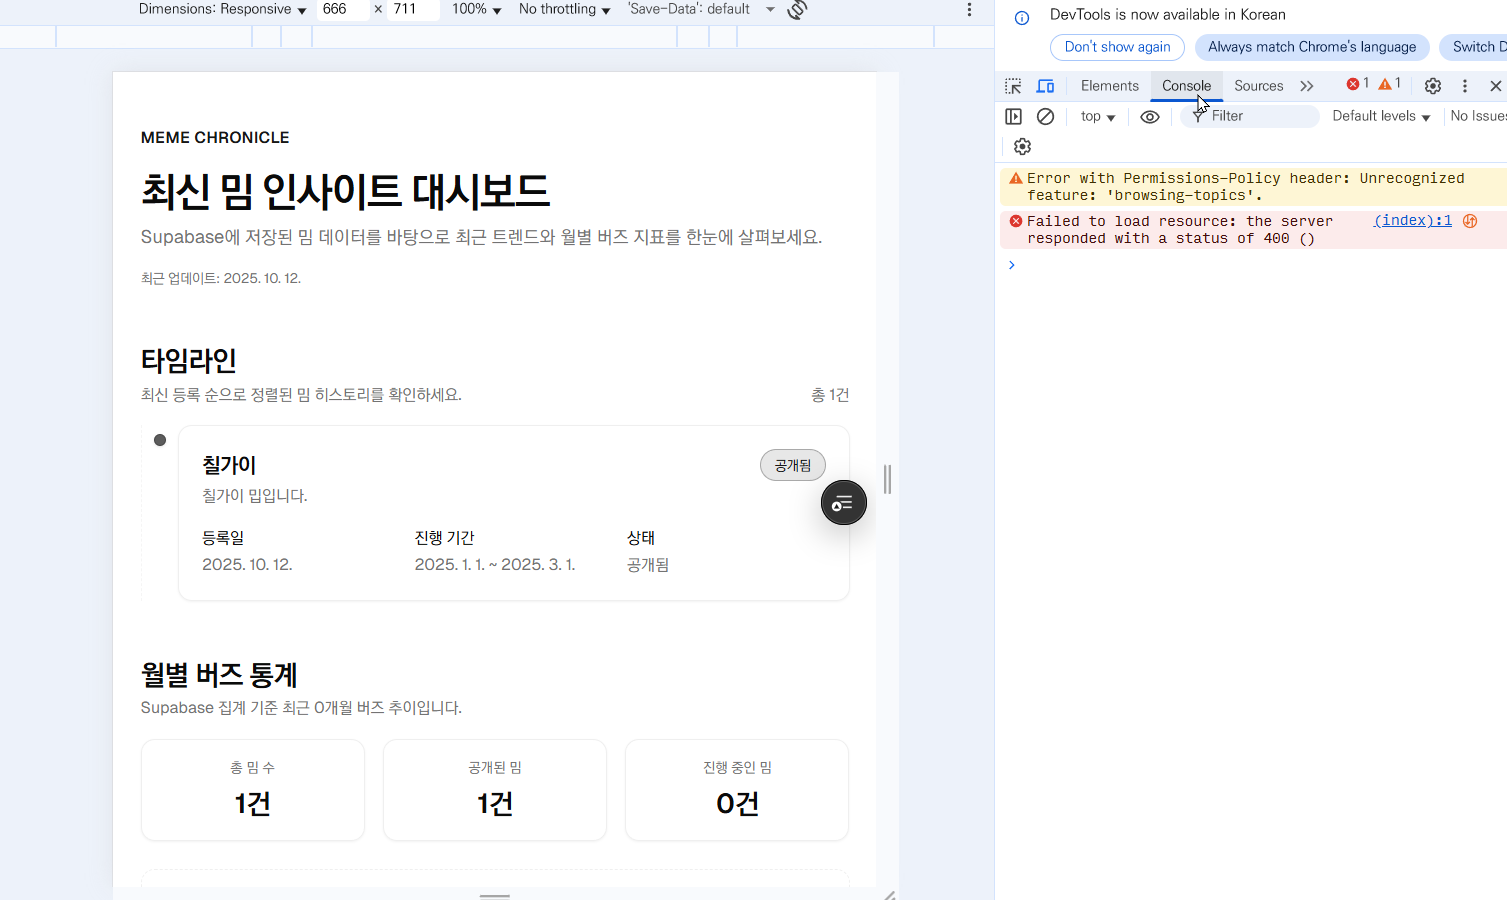 Dimensions: Responsive 666 × 711 100% No throttling 'Save-Data': default
DevTools is now available in Korean
Don't show again Always match Chrome's language Switch D
Elements Console Sources 1 1
top Filter Default levels No Issues
Error with Permissions-Policy header: Unrecognized
feature: 'browsing-topics'.
Failed to load resource: the server (index):1
responded with a status of 400 ()
MEME CHRONICLE
최신 밈 인사이트 대시보드
Supabase에 저장된 밈 데이터를 바탕으로 최근 트렌드와 월별 버즈 지표를 한눈에 살펴보세요.
최근 업데이트: 2025. 10. 12.
타임라인
최신 등록 순으로 정렬된 밈 히스토리를 확인하세요. 총 1건
칠가이 공개됨
칠가이 밉입니다.
등록일 진행 기간 상태
2025. 10. 12. 2025. 1. 1. ~ 2025. 3. 1. 공개됨
월별 버즈 통계
Supabase 집계 기준 최근 0개월 버즈 추이입니다.
총 밈 수 공개된 밈 진행 중인 밈
1건 1건 0건